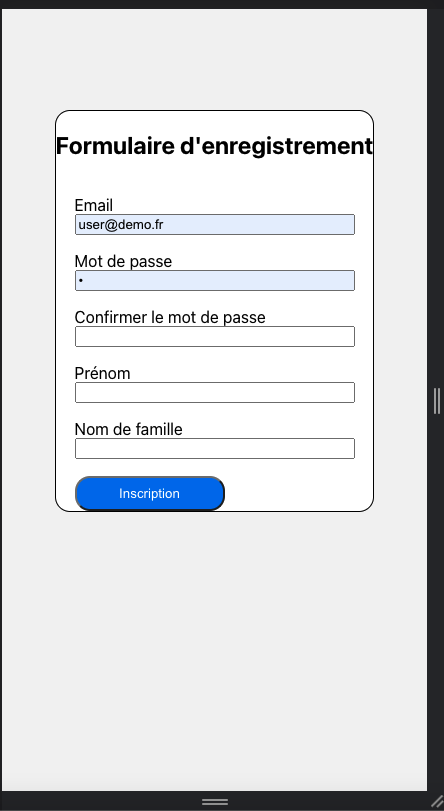 Formulaire d'enregistrement
Email
user@demo.fr
Mot de passe
•
Confirmer le mot de passe
Prénom
Nom de famille
Inscription